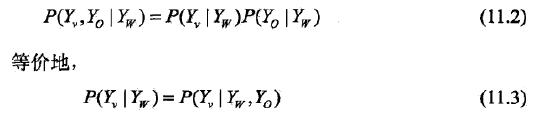 P(Y_v, Y_O | Y_W) = P(Y_v | Y_W)P(Y_O | Y_W) (11.2)
等价地，
P(Y_v | Y_W) = P(Y_v | Y_W, Y_O) (11.3)